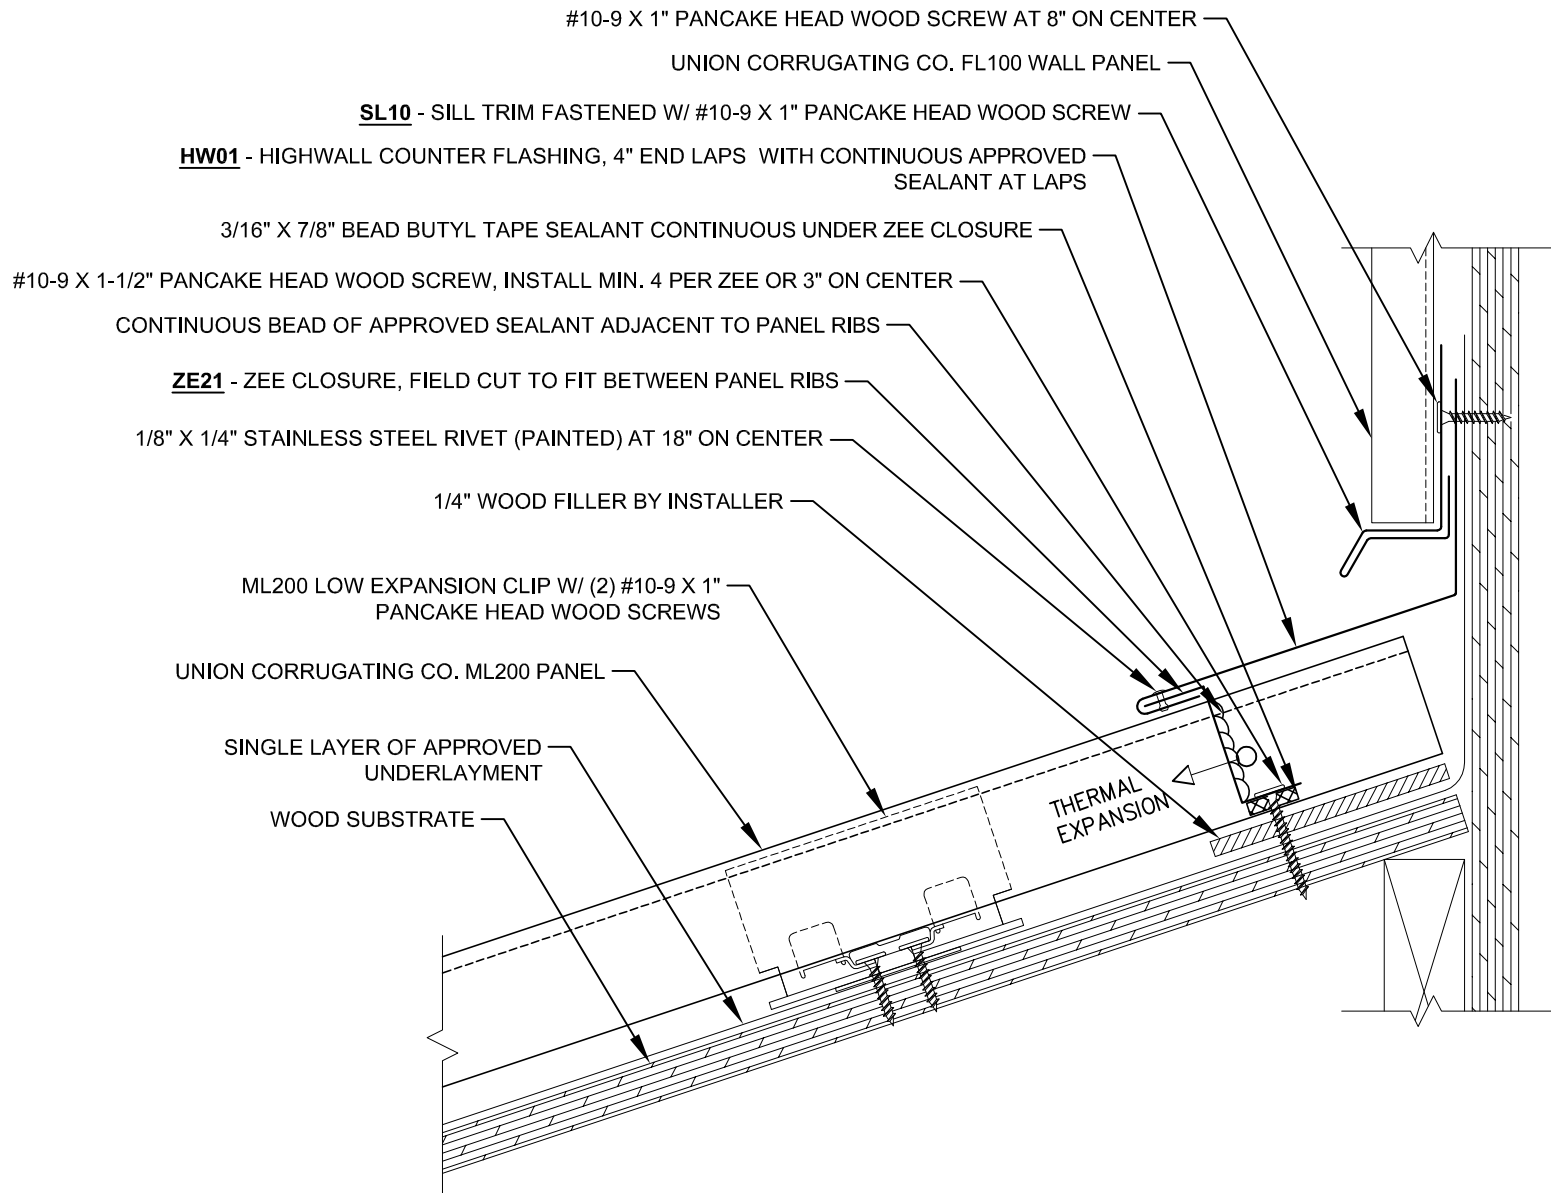 #10-9 X 1" PANCAKE HEAD WOOD SCREW AT 8" ON CENTER
UNION CORRUGATING CO. FL100 WALL PANEL
SL10 - SILL TRIM FASTENED W/ #10-9 X 1" PANCAKE HEAD WOOD SCREW
HW01 - HIGHWALL COUNTER FLASHING, 4" END LAPS WITH CONTINUOUS APPROVED
SEALANT AT LAPS
3/16" X 7/8" BEAD BUTYL TAPE SEALANT CONTINUOUS UNDER ZEE CLOSURE
#10-9 X 1-1/2" PANCAKE HEAD WOOD SCREW, INSTALL MIN. 4 PER ZEE OR 3" ON CENTER
CONTINUOUS BEAD OF APPROVED SEALANT ADJACENT TO PANEL RIBS
ZE21 - ZEE CLOSURE, FIELD CUT TO FIT BETWEEN PANEL RIBS
1/8" X 1/4" STAINLESS STEEL RIVET (PAINTED) AT 18" ON CENTER
1/4" WOOD FILLER BY INSTALLER
ML200 LOW EXPANSION CLIP W/ (2) #10-9 X 1"
PANCAKE HEAD WOOD SCREWS
UNION CORRUGATING CO. ML200 PANEL
SINGLE LAYER OF APPROVED
UNDERLAYMENT
WOOD SUBSTRATE
THERMAL
EXPANSION